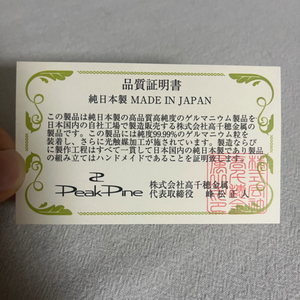 品質証明書
純日本製 MADE IN JAPAN
この製品は純日本製の高品質高純度のゲルマニウム製品を
日本国内の自社工場で製造販売する株式会社高千穂金属の
製品です。この製品には純度99.99%のゲルマニウム粒を
装着し、さらに光触媒加工が施されています。製造ならび
に製作工程はすべて一貫して日本国内の純日本製であり製品
の組み立てはハンドメイドであることを証明致します。
Peak-Pine
株式会社高千穂金属
代表取締役 峰松正人